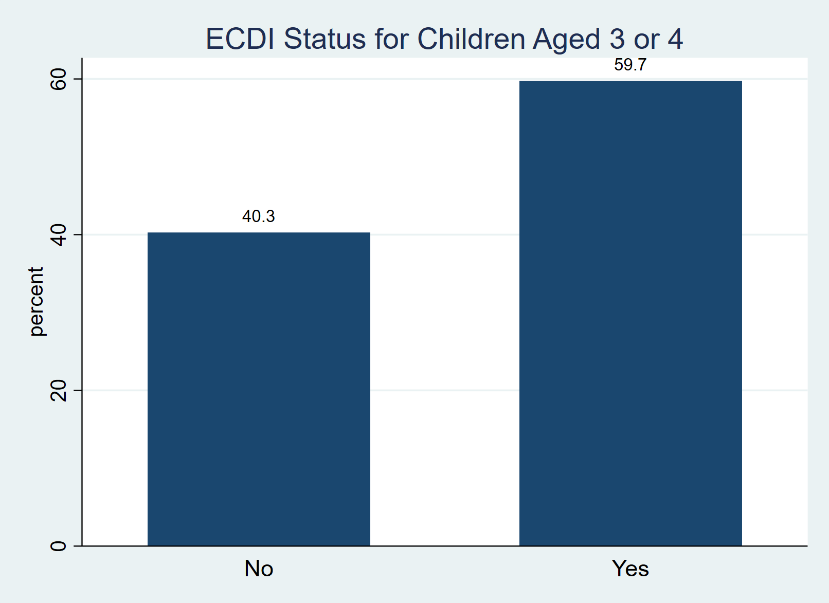 ECDI Status for Children Aged 3 or 4
59.7
60
40.3
40
percent
20
0
No Yes